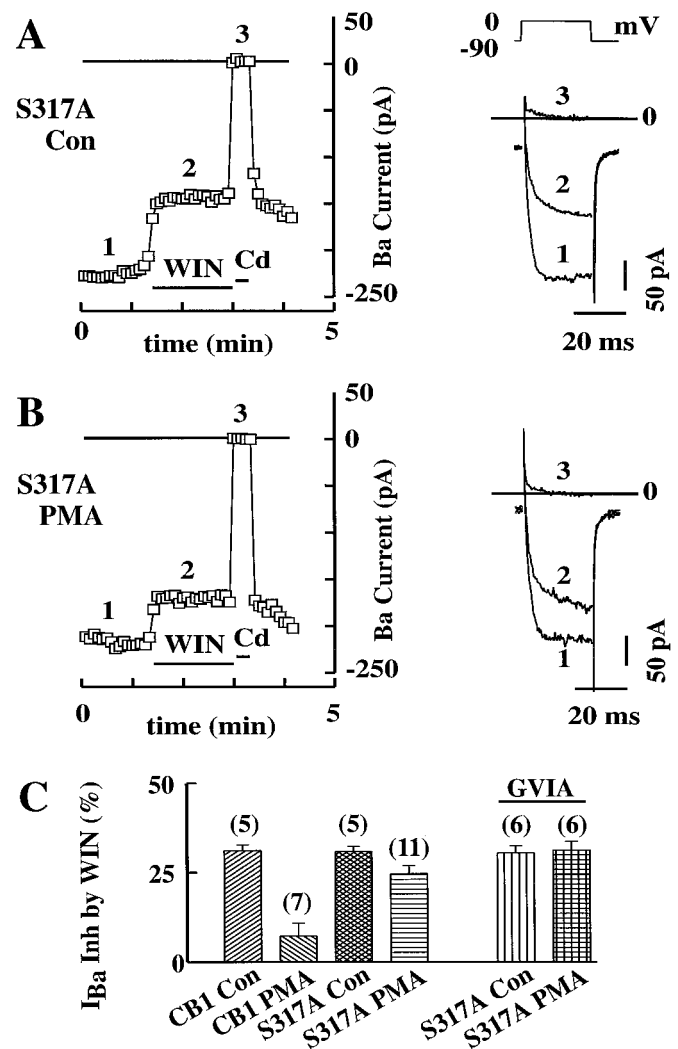 A
S317A
Con
3
2
1
WIN
Cd
50
0
-250
Ba Current (pA)
0
5
time (min)
0
-90
mV
3
0
2
1
50 pA
20 ms
B
S317A
PMA
3
2
1
WIN
Cd
50
0
-250
Ba Current (pA)
0
5
time (min)
3
0
2
1
50 pA
20 ms
C
IBa Inh by WIN (%)
50
25
0
GVIA
(5)
(7)
(5)
(11)
(6)
(6)
CB1 Con
CB1 PMA
S317A Con
S317A PMA
S317A Con
S317A PMA